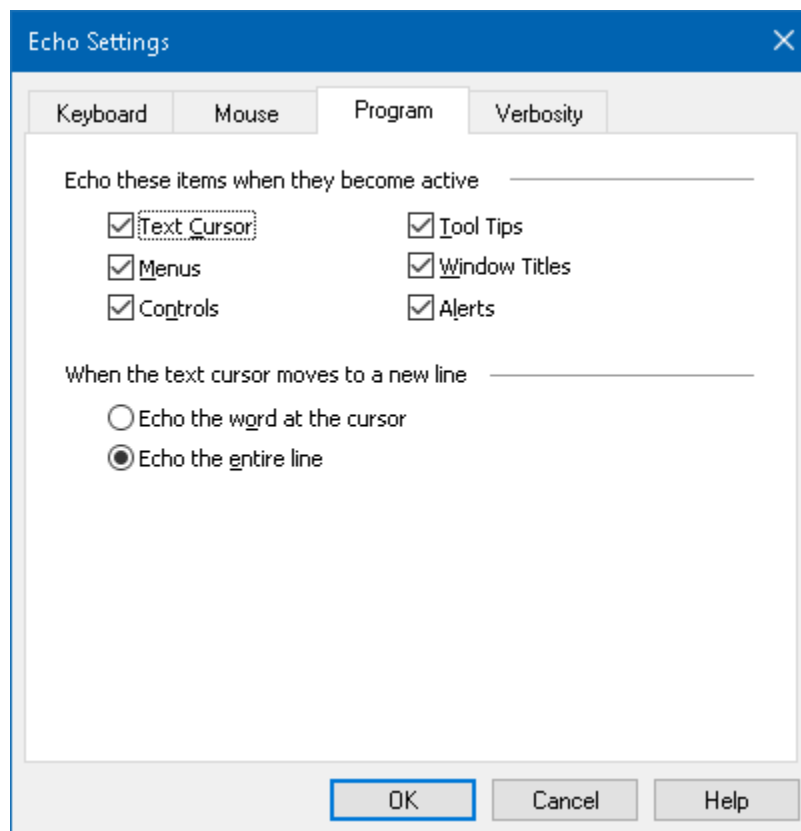 Echo Settings
Keyboard Mouse Program Verbosity
Echo these items when they become active
Text Cursor Tool Tips
Menus Window Titles
Controls Alerts
When the text cursor moves to a new line
Echo the word at the cursor
Echo the entire line
OK Cancel Help